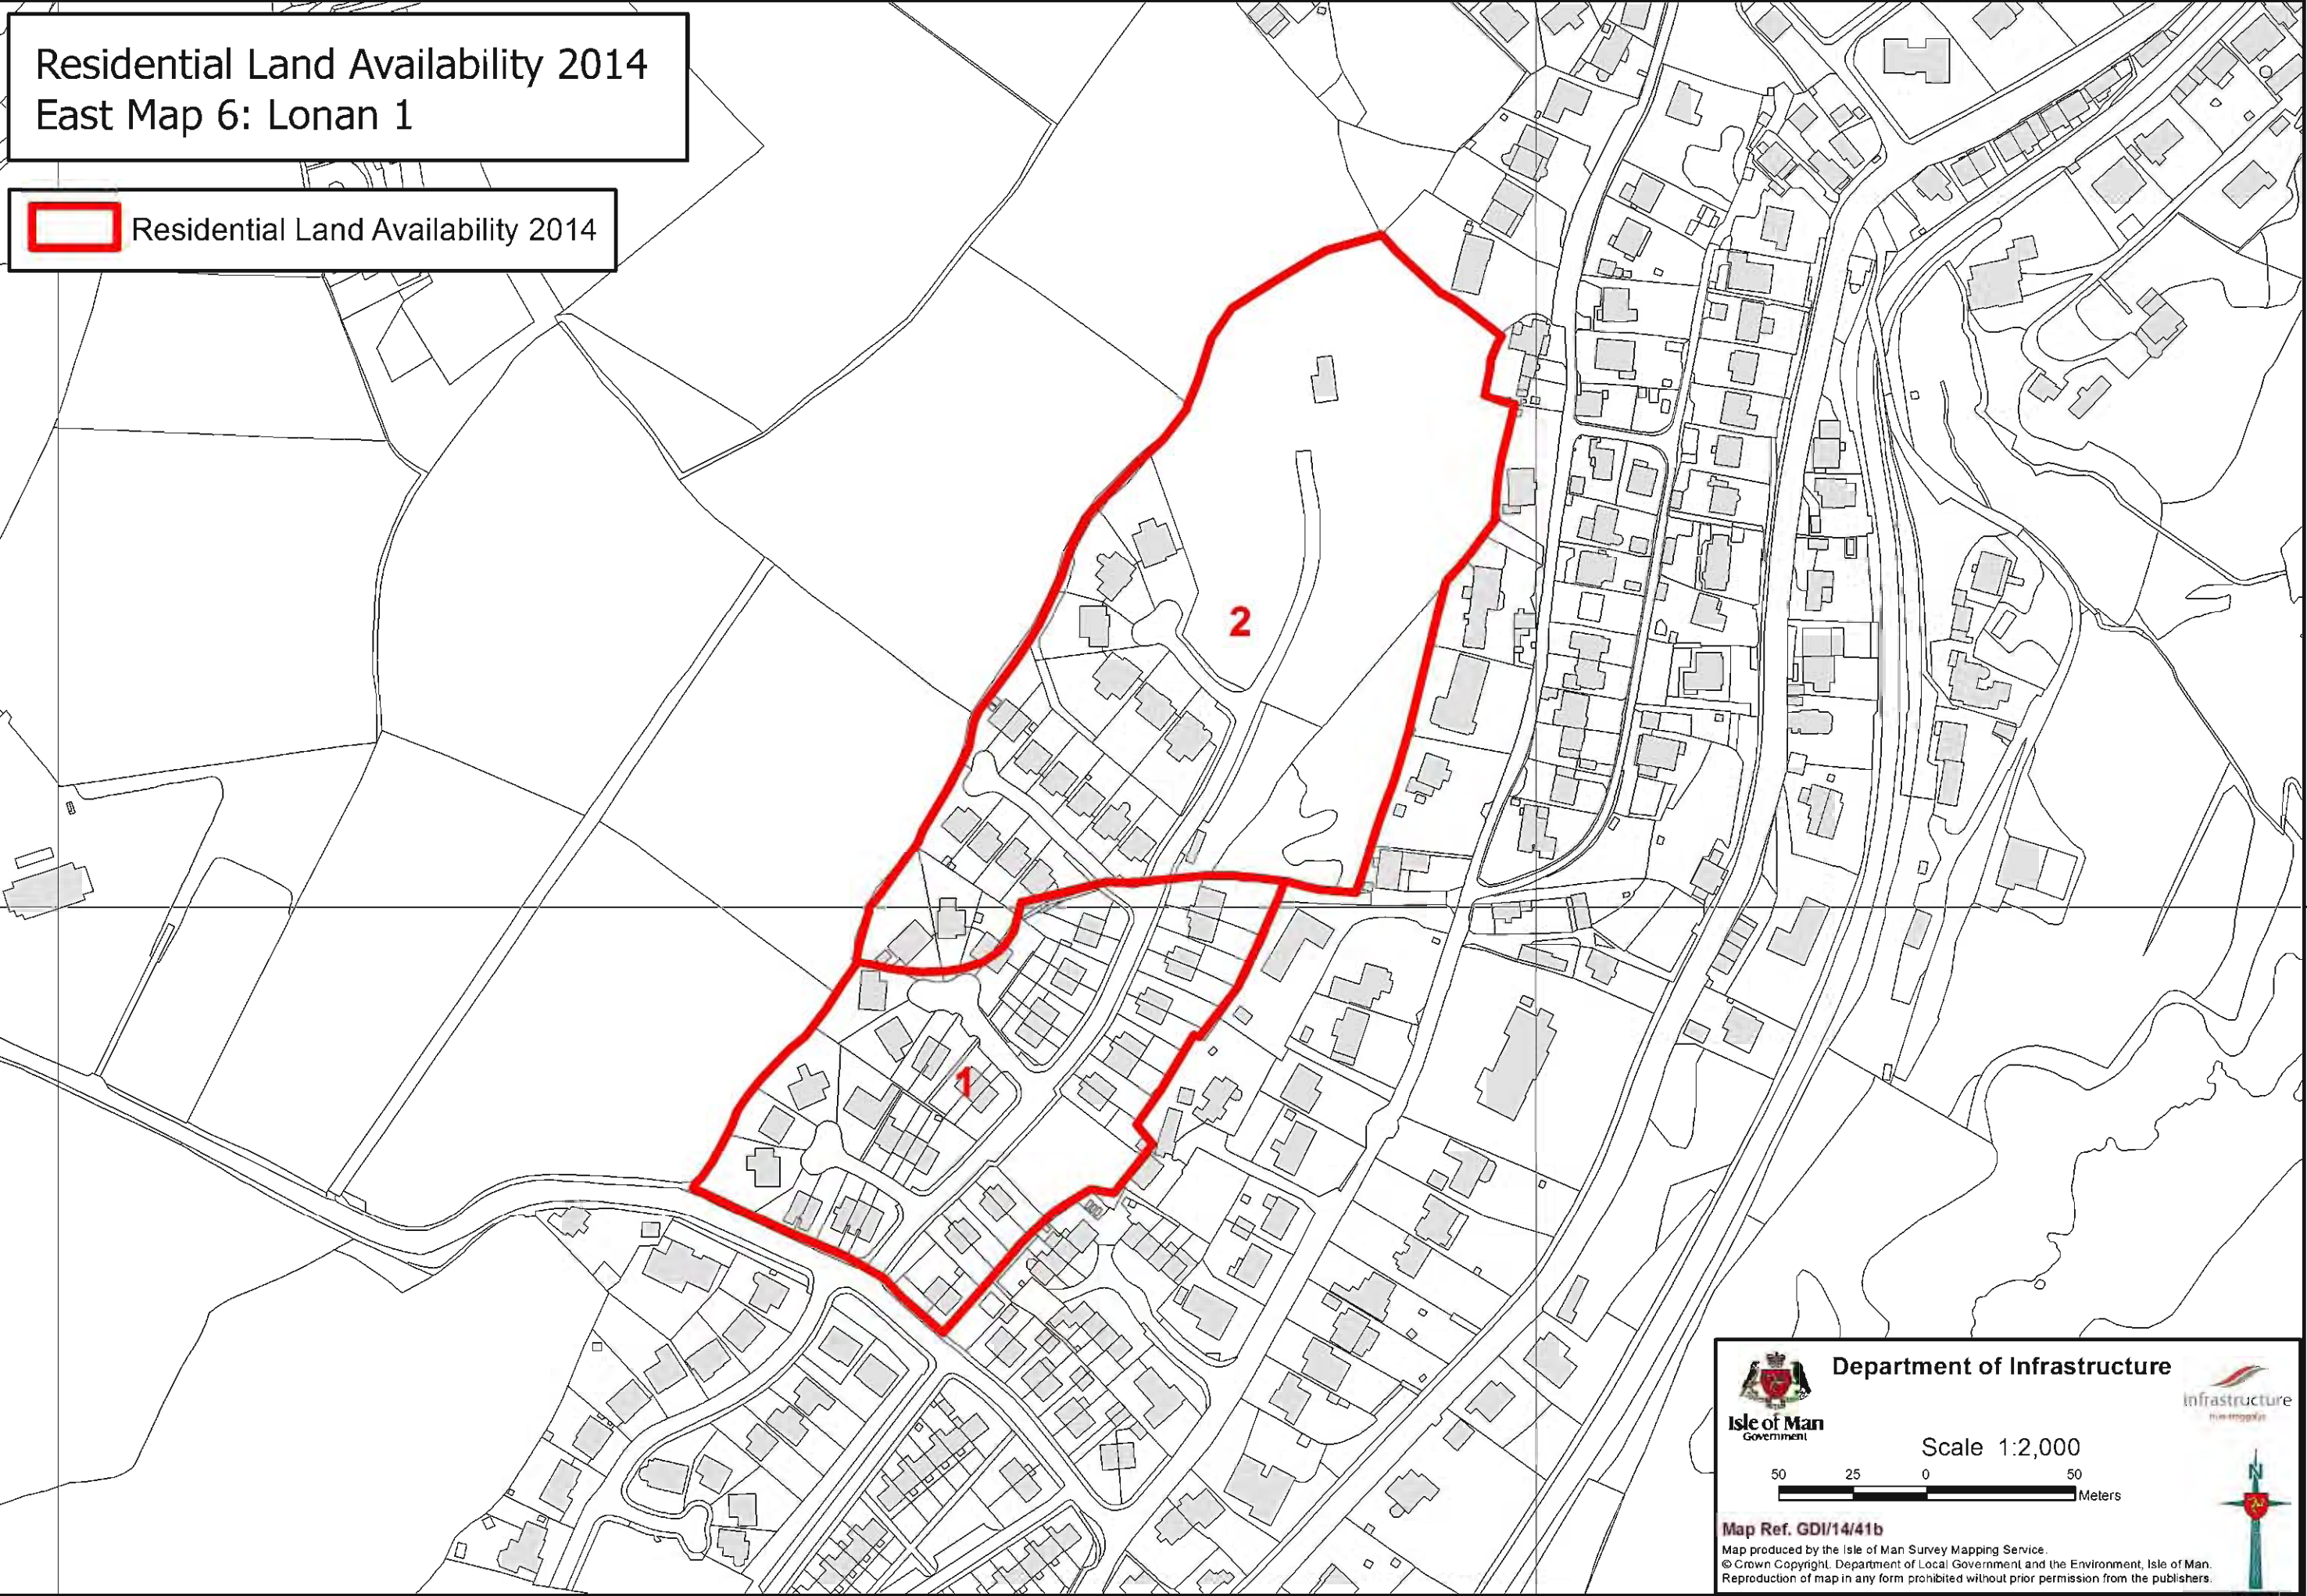 Residential Land Availability 2014
East Map 6: Lonan 1
Residential Land Availability 2014
2
1
Department of Infrastructure
Isle of Man
Government
infrastructure
Scale 1:2,000
50 25 0 50
Meters
N
Map Ref. GDI/14/41b
Map produced by the Isle of Man Survey Mapping Service.
© Crown Copyright. Department of Local Government and the Environment, Isle of Man.
Reproduction of map in any form prohibited without prior permission from the publishers.